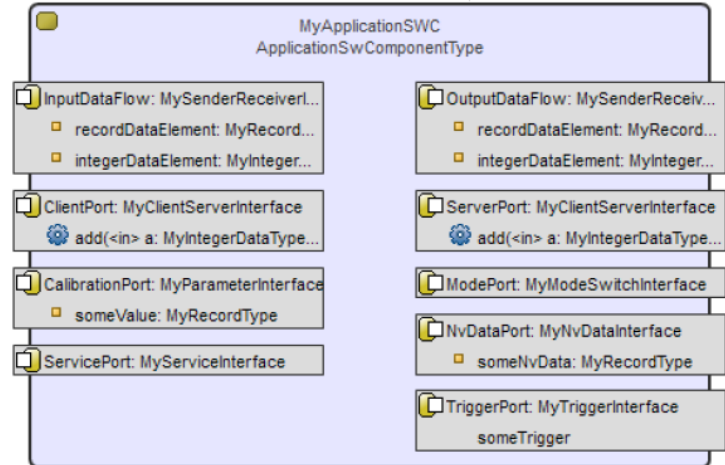 MyApplicationSWC
ApplicationSwComponentType
InputDataFlow: MySenderReceiverI...
recordDataElement: MyRecord...
integerDataElement: MyInteger...
ClientPort: MyClientServerInterface
add(<in> a: MyIntegerDataType...
CalibrationPort: MyParameterInterface
someValue: MyRecordType
ServicePort: MyServiceInterface
OutputDataFlow: MySenderReceiv...
recordDataElement: MyRecord...
integerDataElement: MyInteger...
ServerPort: MyClientServerInterface
add(<in> a: MyIntegerDataType...
ModePort: MyModeSwitchInterface
NvDataPort: MyNvDataInterface
someNvData: MyRecordType
TriggerPort: MyTriggerInterface
someTrigger